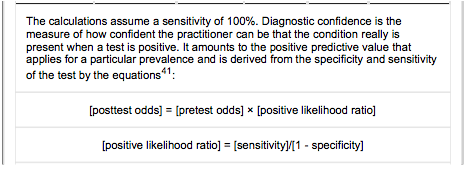 The calculations assume a sensitivity of 100%. Diagnostic confidence is the
measure of how confident the practitioner can be that the condition really is
present when a test is positive. It amounts to the positive predictive value that
applies for a particular prevalence and is derived from the specificity and sensitivity
of the test by the equations41:
[posttest odds] = [pretest odds] × [positive likelihood ratio]
[positive likelihood ratio] = [sensitivity]/[1 - specificity]